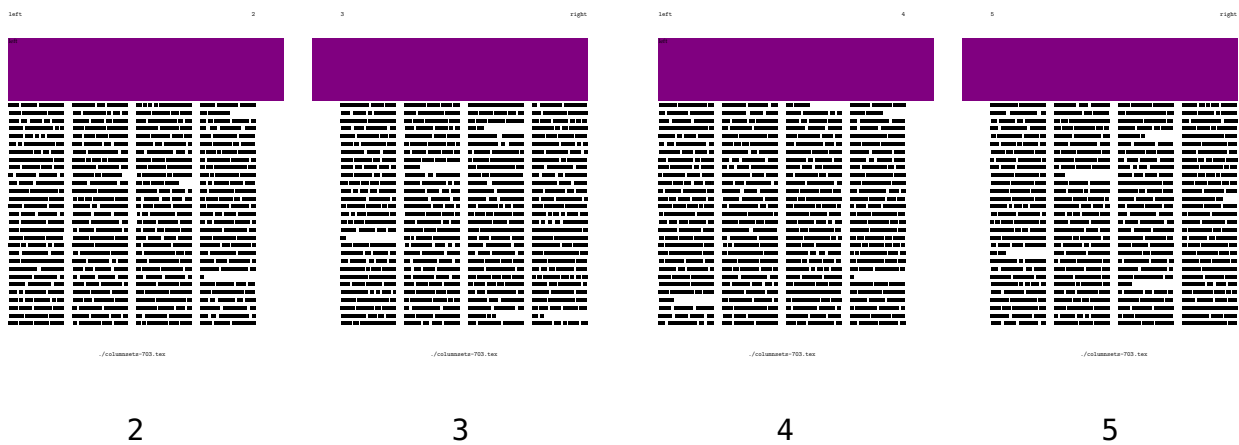 left 2 3 right left 4 5 right
./columnsets-703.tex ./columnsets-703.tex ./columnsets-703.tex ./columnsets-703.tex
2 3 4 5